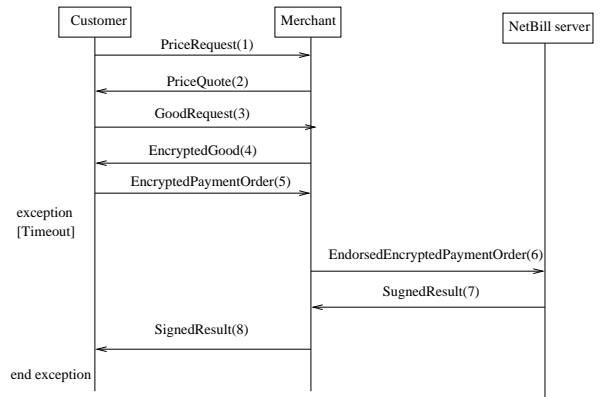 Customer
Merchant
NetBill server
PriceRequest(1)
PriceQuote(2)
GoodRequest(3)
EncryptedGood(4)
EncryptedPaymentOrder(5)
exception
[Timeout]
EndorsedEncryptedPaymentOrder(6)
SugnedResult(7)
SignedResult(8)
end exception